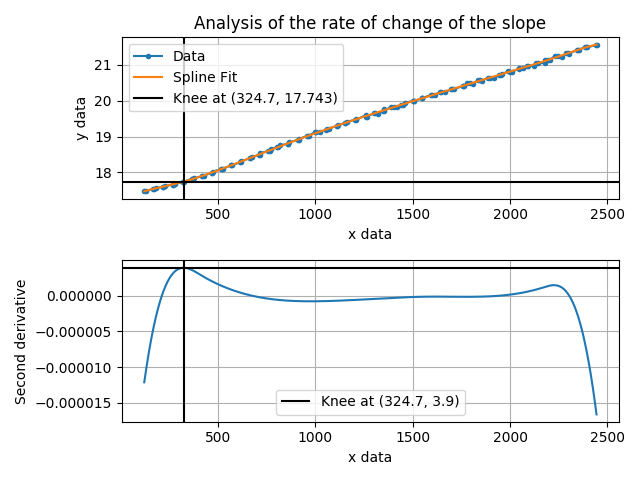 Analysis of the rate of change of the slope
Data
Spline Fit
Knee at (324.7, 17.743)
21
20
19
18
y data
500
1000
1500
2000
2500
x data
0.000000
−0.000005
−0.000010
−0.000015
Second derivative
Knee at (324.7, 3.9)
500
1000
1500
2000
2500
x data